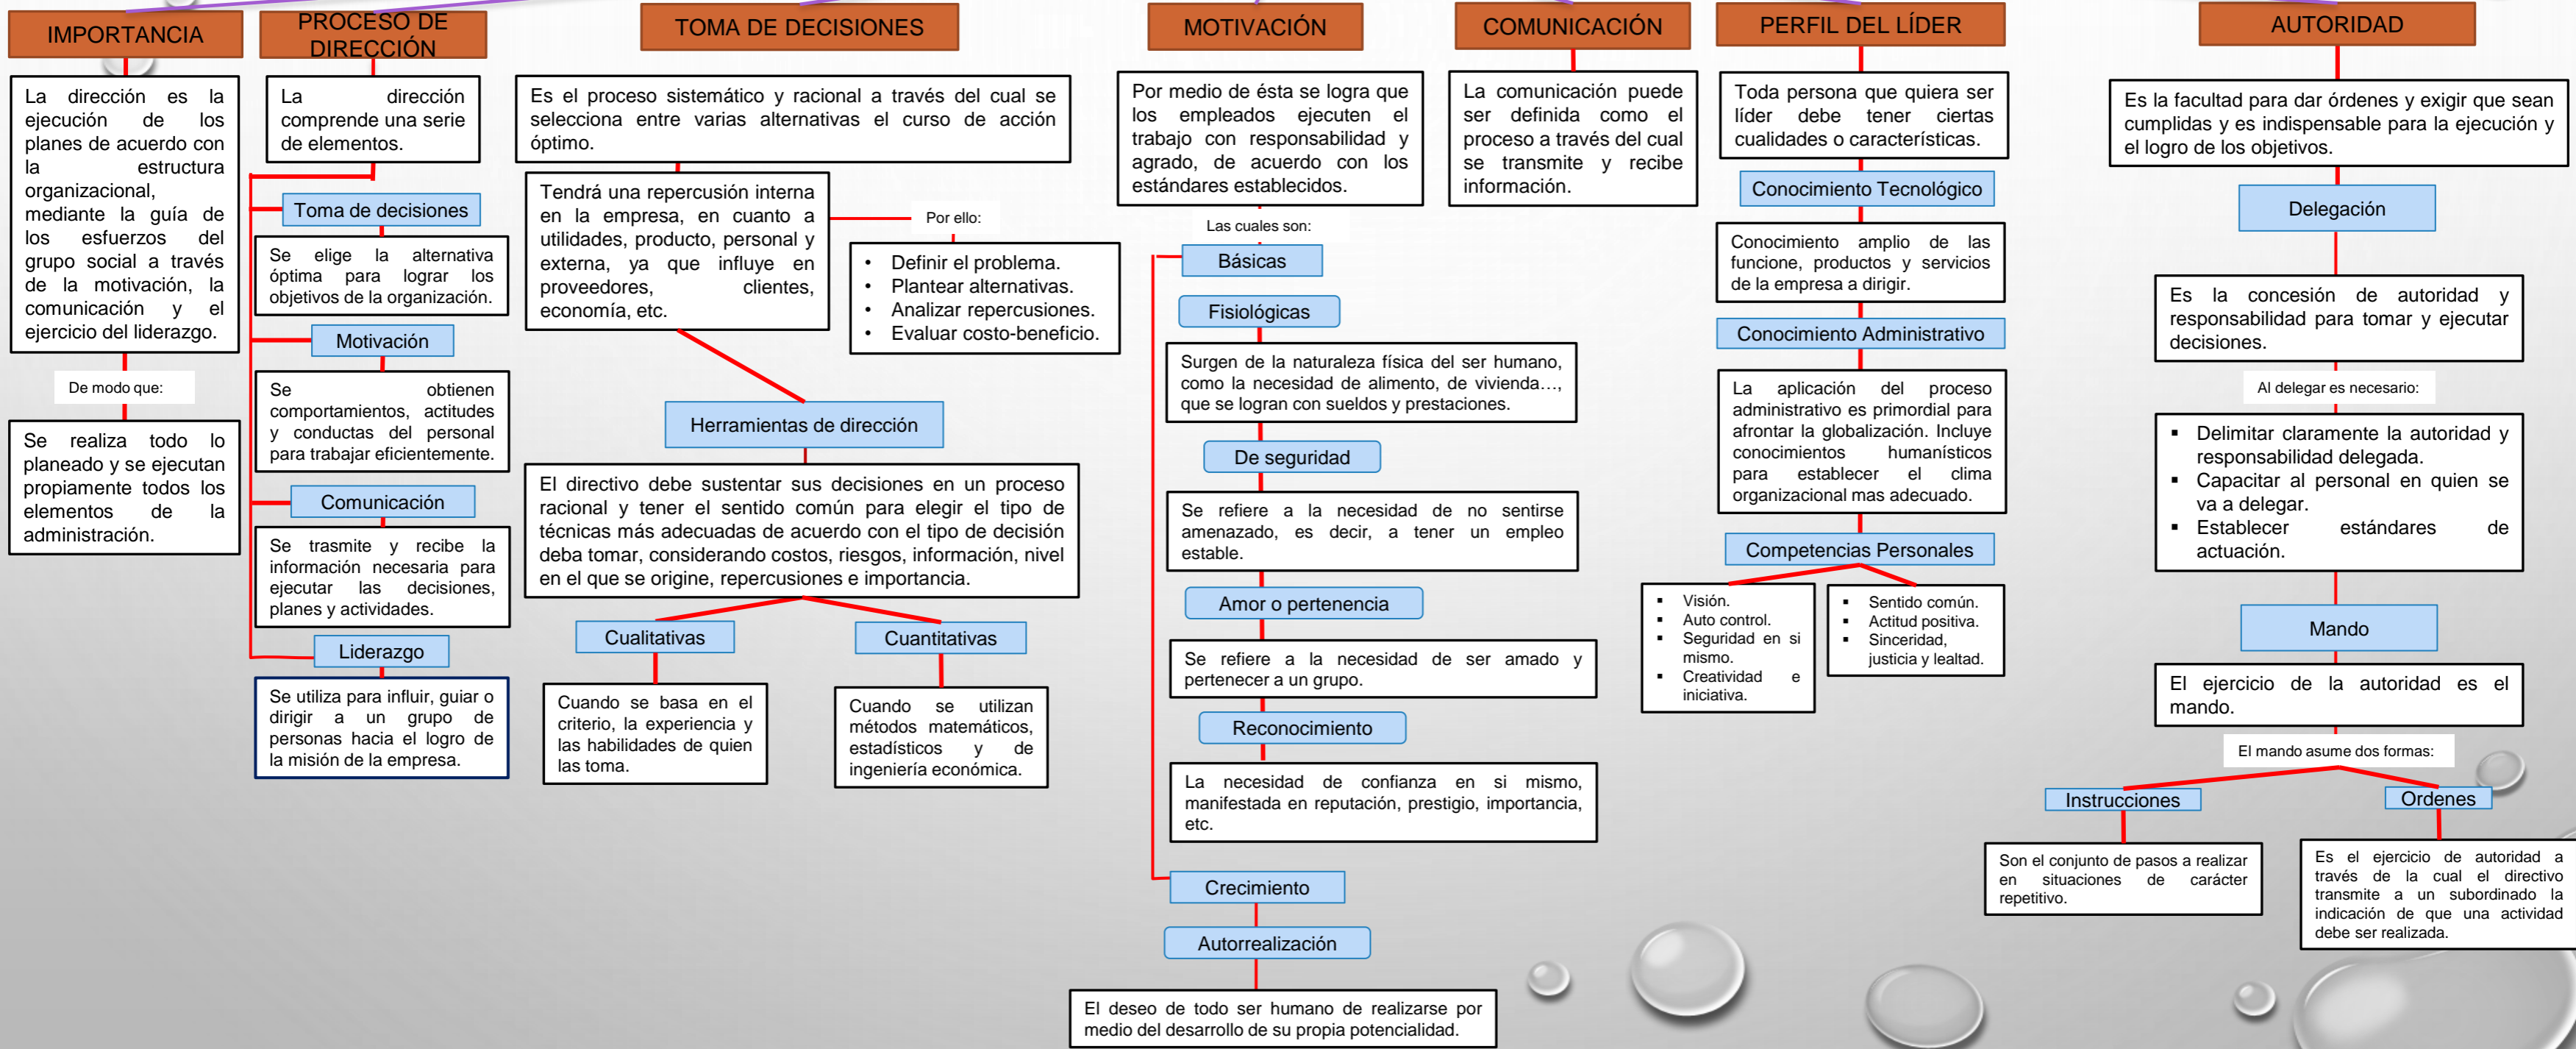 IMPORTANCIA
La dirección es la
ejecución de los
planes de acuerdo con
la estructura
organizacional,
mediante la guía de
los esfuerzos del
grupo social a través
de la motivación, la
comunicación y el
ejercicio del liderazgo.
De modo que:
Se realiza todo lo
planeado y se ejecutan
propiamente todos los
elementos de la
administración.
PROCESO DE
DIRECCIÓN
La dirección
comprende una serie
de elementos.
Toma de decisiones
Se elige la alternativa
óptima para lograr los
objetivos de la organización.
Motivación
Se obtienen
comportamientos, actitudes
y conductas del personal
para trabajar eficientemente.
Comunicación
Se trasmite y recibe la
información necesaria para
ejecutar las decisiones,
planes y actividades.
Liderazgo
Se utiliza para influir, guiar o
dirigir a un grupo de
personas hacia el logro de
la misión de la empresa.
TOMA DE DECISIONES
Es el proceso sistemático y racional a través del cual se
selecciona entre varias alternativas el curso de acción
óptimo.
Tendrá una repercusión interna
en la empresa, en cuanto a
utilidades, producto, personal y
externa, ya que influye en
proveedores, clientes,
economía, etc.
Por ello:
• Definir el problema.
• Plantear alternativas.
• Analizar repercusiones.
• Evaluar costo-beneficio.
Herramientas de dirección
El directivo debe sustentar sus decisiones en un proceso
racional y tener el sentido común para elegir el tipo de
técnicas más adecuadas de acuerdo con el tipo de decisión
deba tomar, considerando costos, riesgos, información, nivel
en el que se origine, repercusiones e importancia.
Cualitativas
Cuando se basa en el
criterio, la experiencia y
las habilidades de quien
las toma.
Cuantitativas
Cuando se utilizan
métodos matemáticos,
estadísticos y de
ingeniería económica.
MOTIVACIÓN
Por medio de ésta se logra que
los empleados ejecuten el
trabajo con responsabilidad y
agrado, de acuerdo con los
estándares establecidos.
Las cuales son:
Básicas
Fisiológicas
Surgen de la naturaleza física del ser humano,
como la necesidad de alimento, de vivienda…,
que se logran con sueldos y prestaciones.
De seguridad
Se refiere a la necesidad de no sentirse
amenazado, es decir, a tener un empleo
estable.
Amor o pertenencia
Se refiere a la necesidad de ser amado y
pertenecer a un grupo.
Reconocimiento
La necesidad de confianza en si mismo,
manifestada en reputación, prestigio, importancia,
etc.
Crecimiento
Autorrealización
El deseo de todo ser humano de realizarse por
medio del desarrollo de su propia potencialidad.
COMUNICACIÓN
La comunicación puede
ser definida como el
proceso a través del cual
se transmite y recibe
información.
PERFIL DEL LÍDER
Toda persona que quiera ser
líder debe tener ciertas
cualidades o características.
Conocimiento Tecnológico
Conocimiento amplio de las
funcione, productos y servicios
de la empresa a dirigir.
Conocimiento Administrativo
La aplicación del proceso
administrativo es primordial para
afrontar la globalización. Incluye
conocimientos humanísticos
para establecer el clima
organizacional mas adecuado.
Competencias Personales
▪ Visión.
▪ Auto control.
▪ Seguridad en si
mismo.
▪ Creatividad e
iniciativa.
▪ Sentido común.
▪ Actitud positiva.
▪ Sinceridad,
justicia y lealtad.
AUTORIDAD
Es la facultad para dar órdenes y exigir que sean
cumplidas y es indispensable para la ejecución y
el logro de los objetivos.
Delegación
Es la concesión de autoridad y
responsabilidad para tomar y ejecutar
decisiones.
Al delegar es necesario:
▪ Delimitar claramente la autoridad y
responsabilidad delegada.
▪ Capacitar al personal en quien se
va a delegar.
▪ Establecer estándares de
actuación.
Mando
El ejercicio de la autoridad es el
mando.
El mando asume dos formas:
Instrucciones
Son el conjunto de pasos a realizar
en situaciones de carácter
repetitivo.
Ordenes
Es el ejercicio de autoridad a
través de la cual el directivo
transmite a un subordinado la
indicación de que una actividad
debe ser realizada.